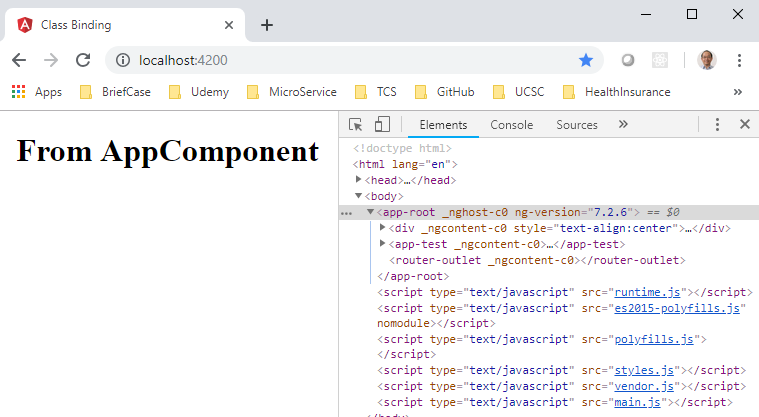 Class Binding
localhost:4200
Apps BriefCase Udemy MicroService TCS GitHub UCSC HealthInsurance »
From AppComponent
Elements Console Sources »
<!doctype html>
<html lang="en">
<head>…</head>
<body>
… <app-root _nghost-c0 ng-version="7.2.6"> == $0
<div _ngcontent-c0 style="text-align:center">…</div>
<app-test _ngcontent-c0>…</app-test>
<router-outlet _ngcontent-c0></router-outlet>
</app-root>
<script type="text/javascript" src="runtime.js"></script>
<script type="text/javascript" src="es2015-polyfills.js"
nomodule></script>
<script type="text/javascript" src="polyfills.js">
</script>
<script type="text/javascript" src="styles.js"></script>
<script type="text/javascript" src="vendor.js"></script>
<script type="text/javascript" src="main.js"></script>